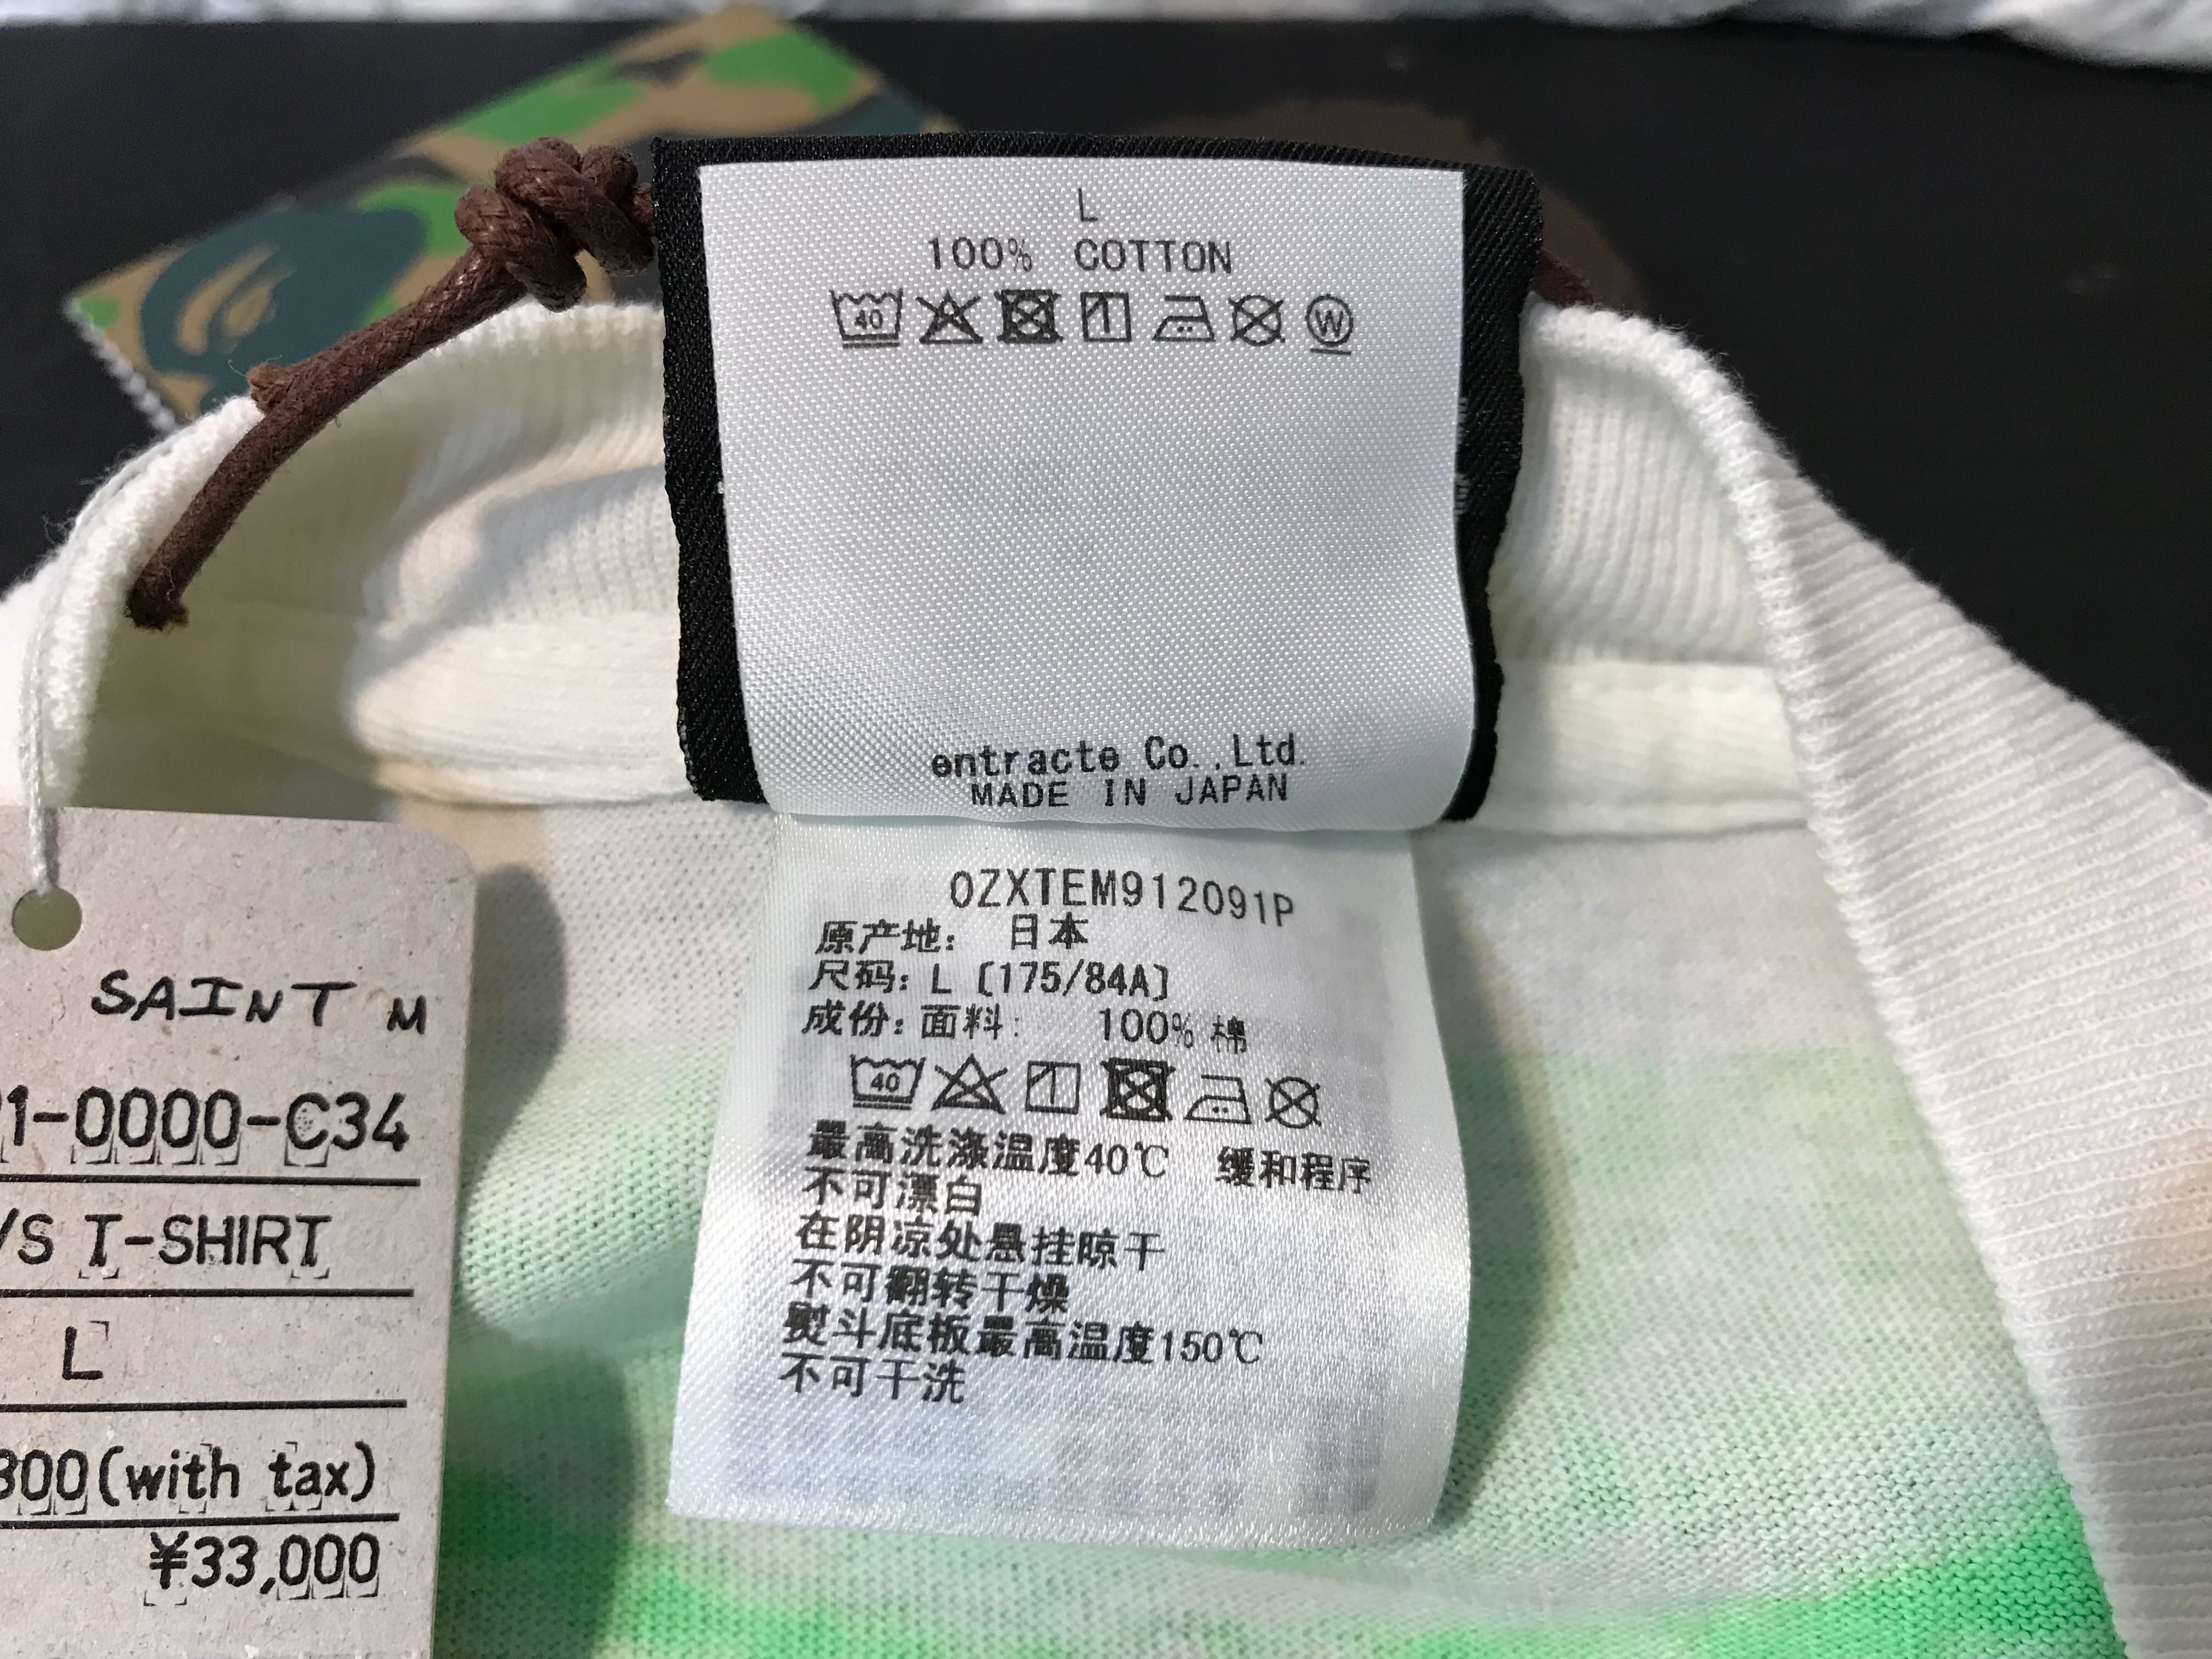 L
100% COTTON
40
W
entracte Co.,Ltd.
MADE IN JAPAN
0ZXTEM912091P
原产地: 日本
尺码: L [175/84A]
成份: 面料: 100% 棉
40
最高洗涤温度40℃ 缓和程序
不可漂白
在阴凉处悬挂晾干
不可翻转干燥
熨斗底板最高温度150℃
不可干洗
SAINT M
1-0000-C34
/S T-SHIRT
L
300(with tax)
¥33,000